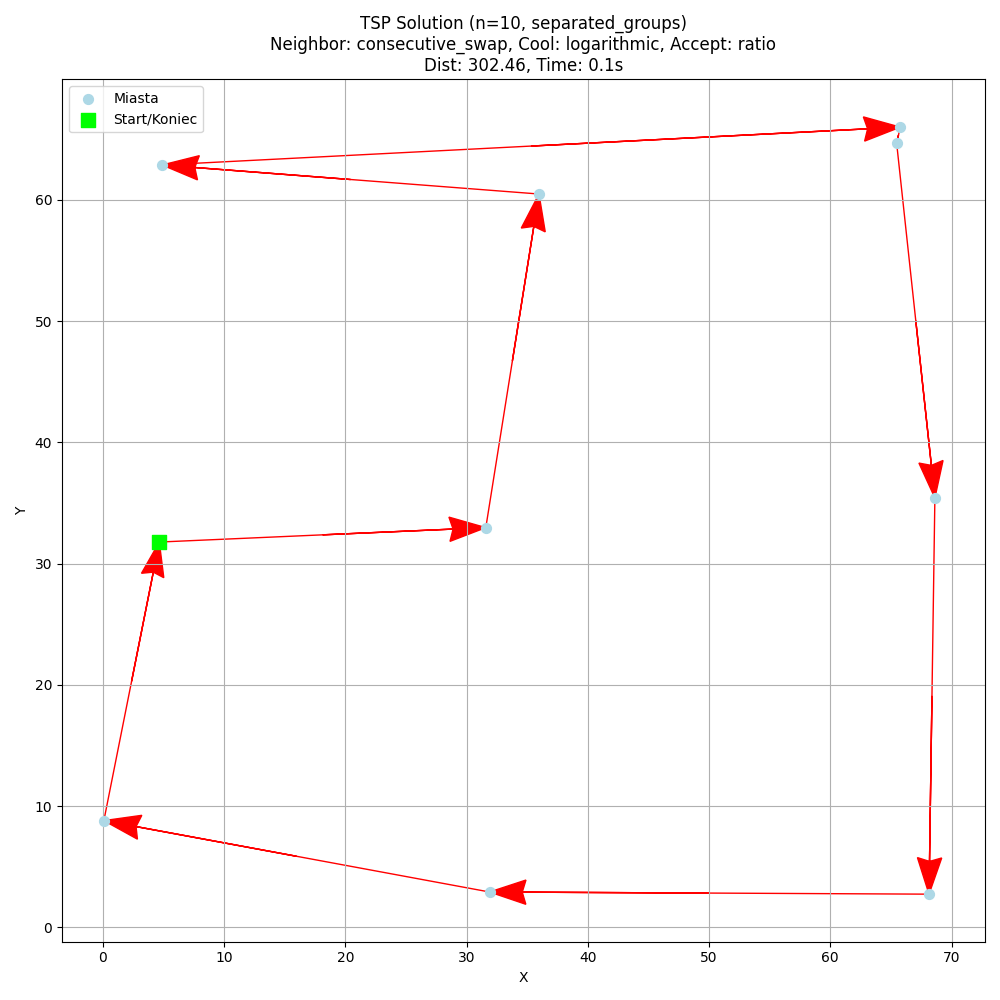 TSP Solution (n=10, separated_groups)
Neighbor: consecutive_swap, Cool: logarithmic, Accept: ratio
Dist: 302.46, Time: 0.1s
Miasta
Start/Koniec
60
50
40
30
20
10
0
Y
0 10 20 30 40 50 60 70
X